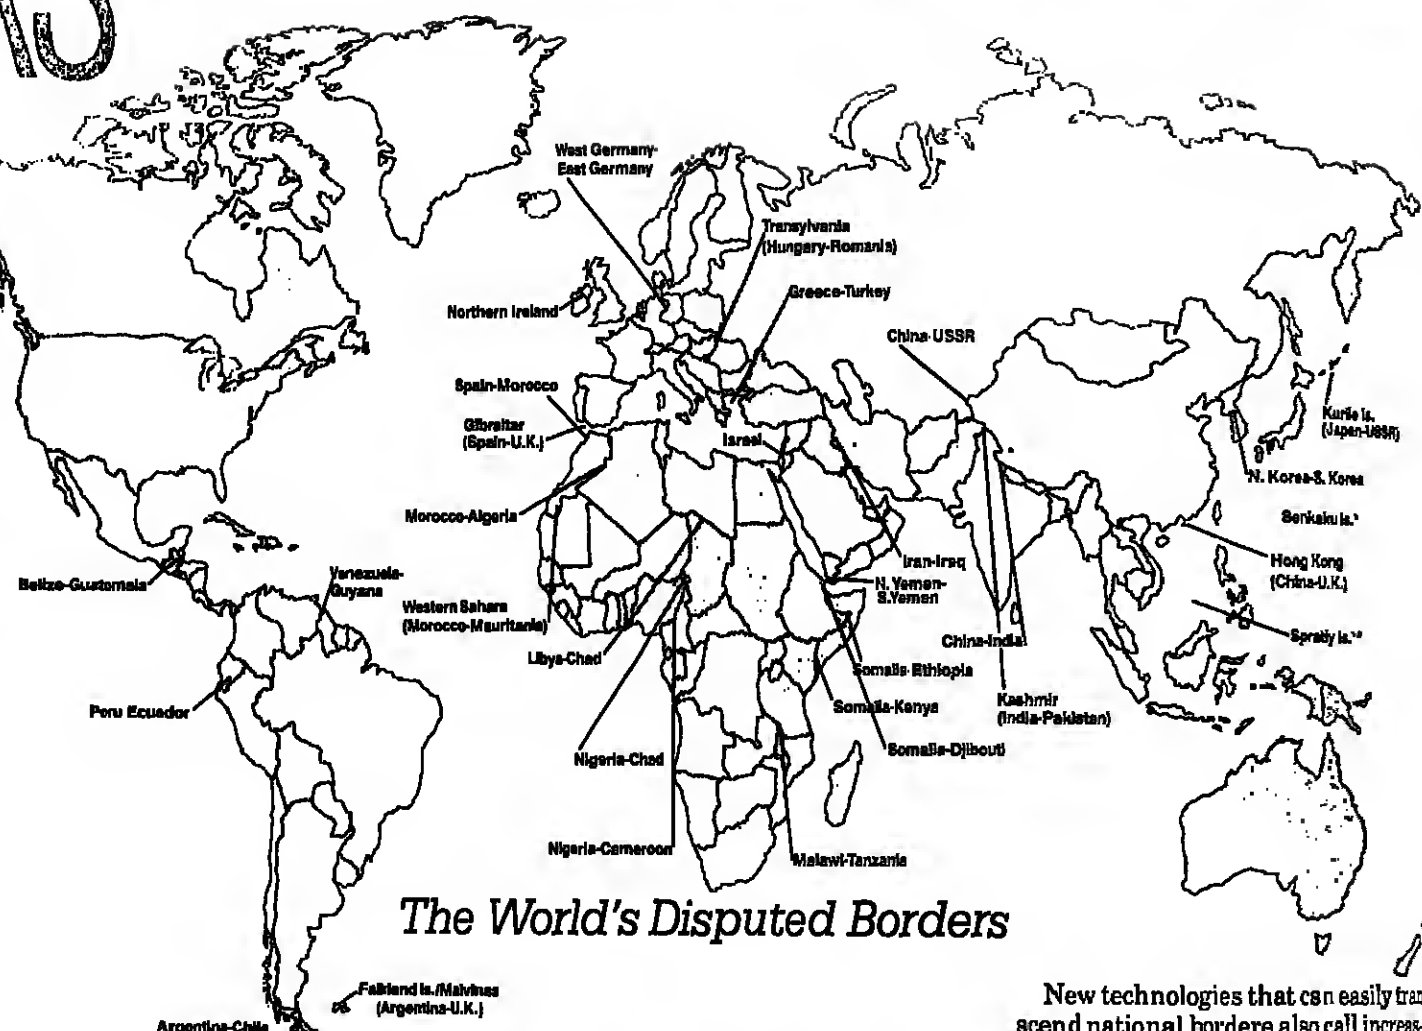 West Germany-
East Germany
Transylvania
(Hungary-Romania)
Greece-Turkey
Northern Ireland
China-USSR
Spain-Morocco
Gibraltar
(Spain-U.K.)
Israel
Kurile Is.
(Japan-USSR)
N. Korea-S. Korea
Morocco-Algeria
Senkaku Is.
Iran-Iraq
Hong Kong
(China-U.K.)
Belize-Guatemala
Venezuela-
Guyana
N. Yemen-
S.Yemen
Western Sahara
(Morocco-Mauritania)
China-India
Spratly Is.
Libya-Chad
Somalia-Ethiopia
Kashmir
(India-Pakistan)
Peru Ecuador
Somalia-Kenya
Somalia-Djibouti
Nigeria-Chad
Nigeria-Cameroon
Malawi-Tanzania
The World's Disputed Borders
Falkland Is./Malvinas
(Argentina-U.K.)
Argentina-Chile
New technologies that can easily tran
scend national bordere also call increas